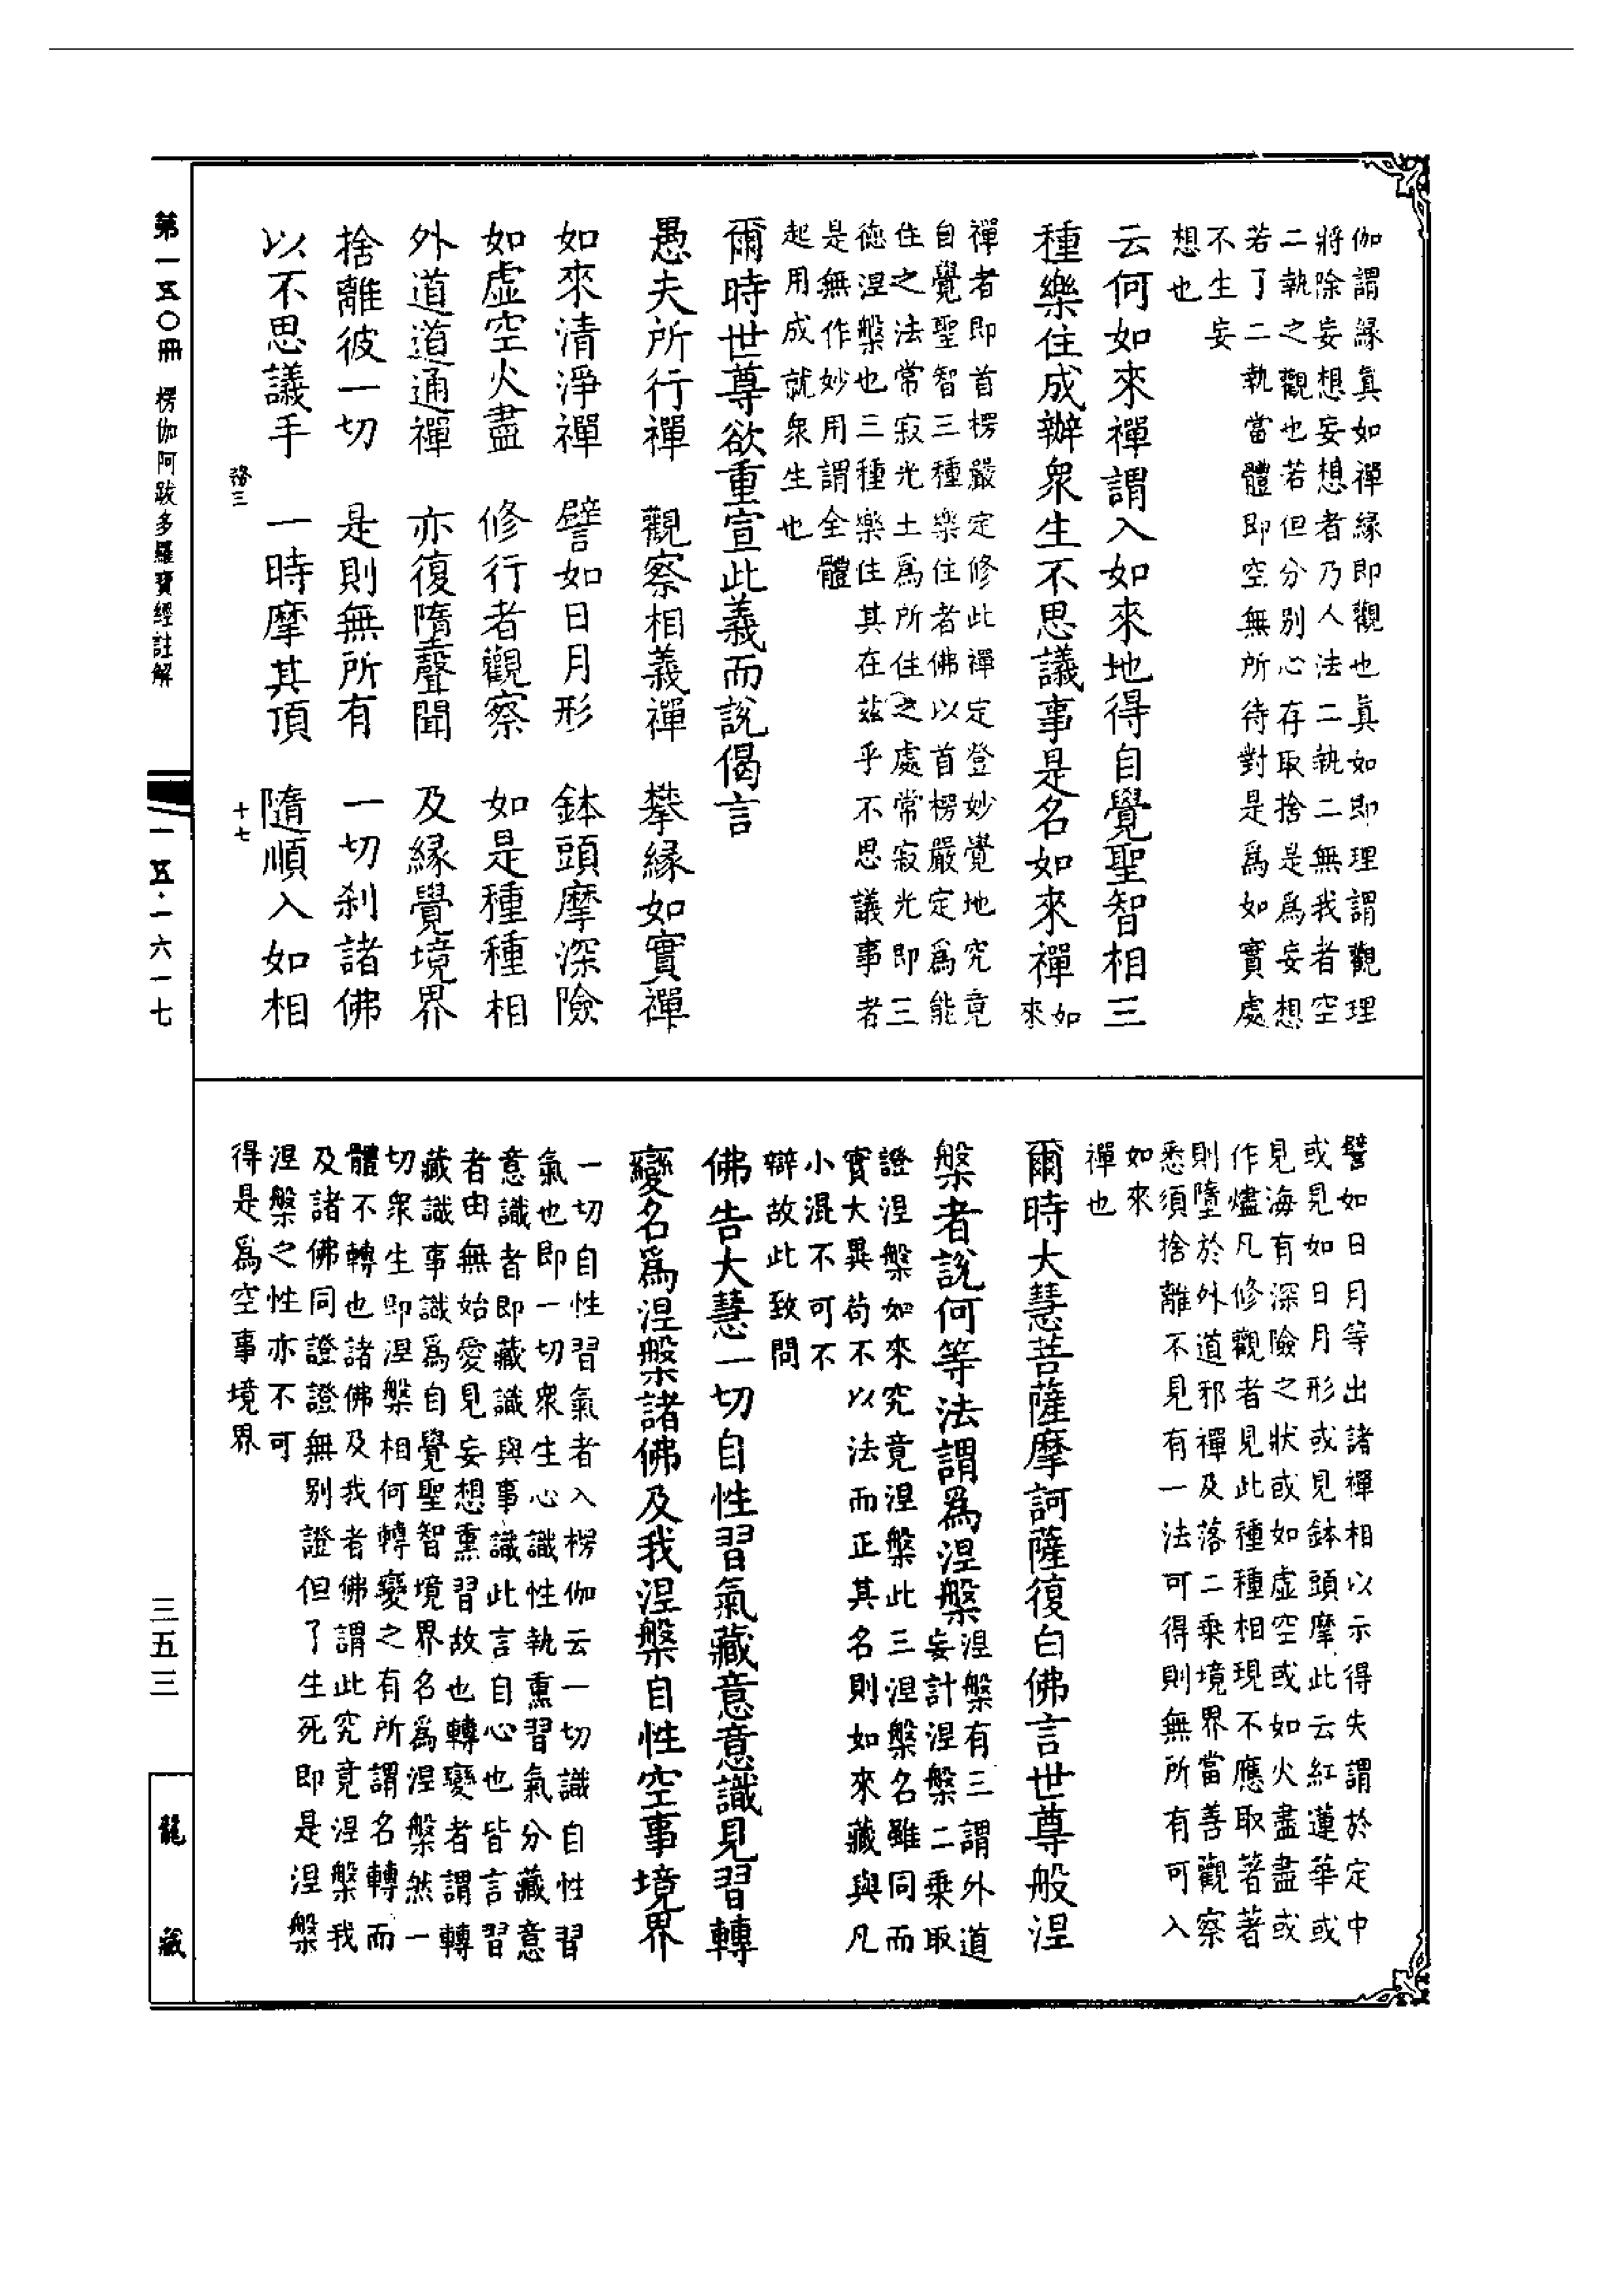 伽謂緣真如禪緣即觀也真如即理謂觀理
將除妄想妄想者乃人法二執二無我者空
二執之觀也若但分別心存取捨是爲妄想
若了二執當體即空無所待對是爲如實處
不生妄
想也
云何如來禪謂入如來地得自覺聖智相三
種樂住成辦衆生不思議事是名如來禪如
來
禪者即首楞嚴定修此禪定登妙覺地究竟
自覺聖智三種樂住者佛以首楞嚴定爲能
住之法常寂光土爲所住之處常寂光即三
德涅槃也三種樂住其在兹乎不思議事者
是無作妙用謂全體
起用成就衆生也
爾時世尊欲重宣此義而說偈言
愚夫所行禪 觀察相義禪 攀緣如實禪
如來清淨禪 譬如日月形 鉢頭摩深險
如虛空火盡 修行者觀察 如是種種相
外道道通禪 亦復墮聲聞 及緣覺境界
捨離彼一切 是則無所有 一切刹諸佛
以不思議手 一時摩其頂 隨順入如相
十七
第一五〇冊 楞伽阿跋多羅寶經註解
一五·一六一七
譬如日月等出諸禪相以示得失謂於定中
或見如日月形或見鉢頭摩此云紅蓮華或
見海有深險之狀或如虛空或如火盡盡或
作燼凡修觀者見此種種相現不應取著著
則墮於外道邪禪及落二乘境界當善觀察
悉須捨離不見有一法可得則無所有可入
如來
禪也
爾時大慧菩薩摩訶薩復白佛言世尊般涅
槃者說何等法謂爲涅槃涅槃有三謂外道
妄計涅槃二乘取
證涅槃如來究竟涅槃此三涅槃名雖同而
實大異苟不以法而正其名則如來藏與凡
小混不可不
辯故此致問
佛告大慧一切自性習氣藏意意識見習轉
變名爲涅槃諸佛及我涅槃自性空事境界
一切自性習氣者入楞伽云一切識自性習
氣也即一切衆生心識性執熏習氣分藏意
意識者即藏識與事識此言自心也皆言習
者由無始愛見妄想熏習故也轉變者謂轉
藏識事識爲自覺聖智境界名爲涅槃然一
切衆生即涅槃相何轉變之有所謂名轉而
體不轉也諸佛及我者佛謂此究竟涅槃我
及諸佛同證證無別證但了生死即是涅槃
涅槃之性亦不可
得是爲空事境界
三五三
龍 藏